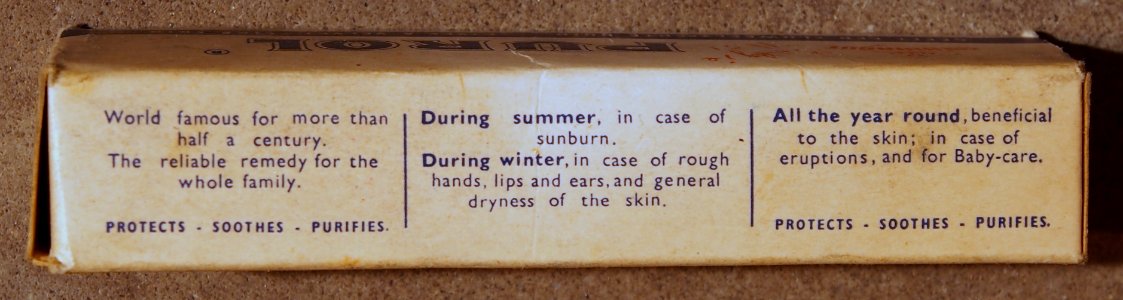 PUROL ®
World famous for more than
half a century.
The reliable remedy for the
whole family.
PROTECTS - SOOTHES - PURIFIES.
During summer, in case of
sunburn.
During winter, in case of rough
hands, lips and ears, and general
dryness of the skin.
All the year round, beneficial
to the skin; in case of
eruptions, and for Baby-care.
PROTECTS - SOOTHES - PURIFIES.